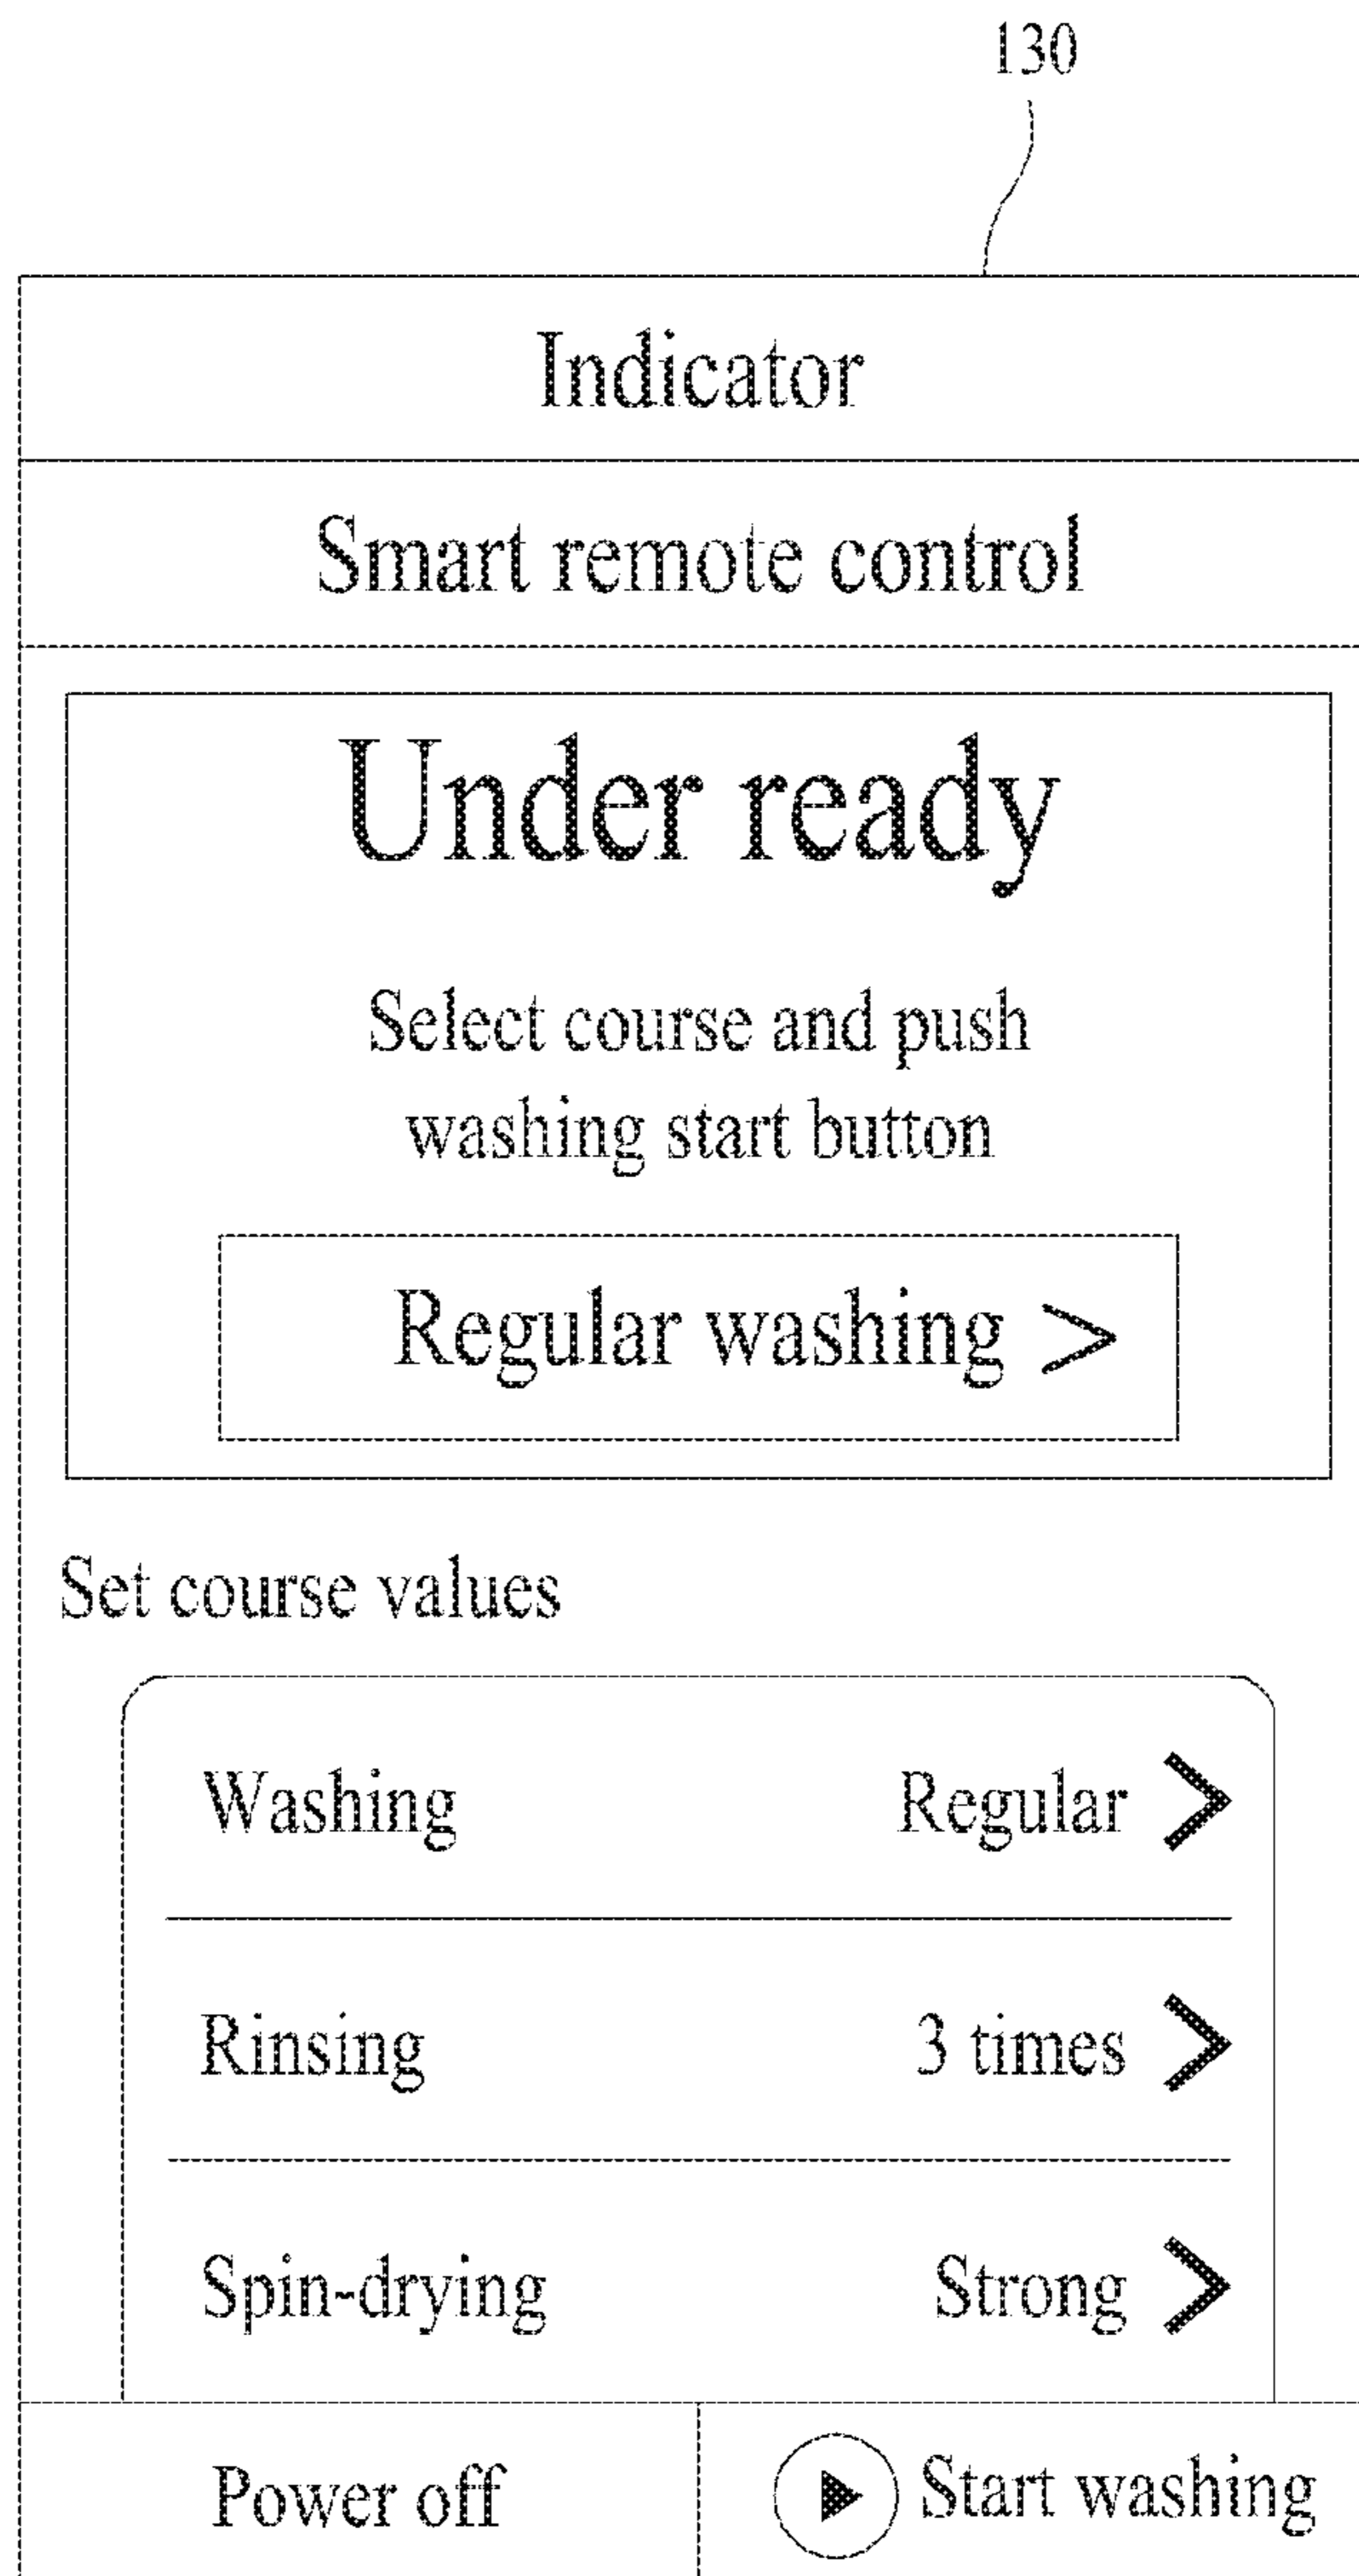 130
Indicator
Smart remote control
Under ready
Select course and push
washing start button
Regular washing >
Set course values
Washing Regular >
Rinsing 3 times >
Spin-drying Strong >
Power off Start washing